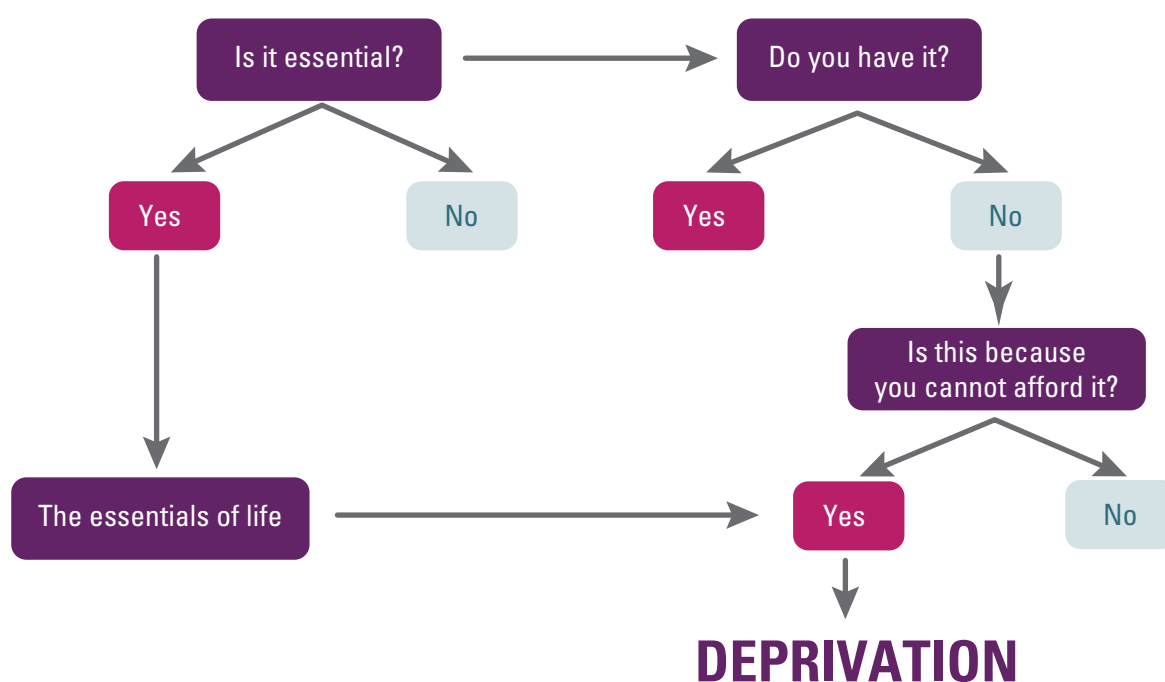 Is it essential?
Do you have it?
Yes
No
Yes
No
Is this because
you cannot afford it?
The essentials of life
Yes
No
DEPRIVATION